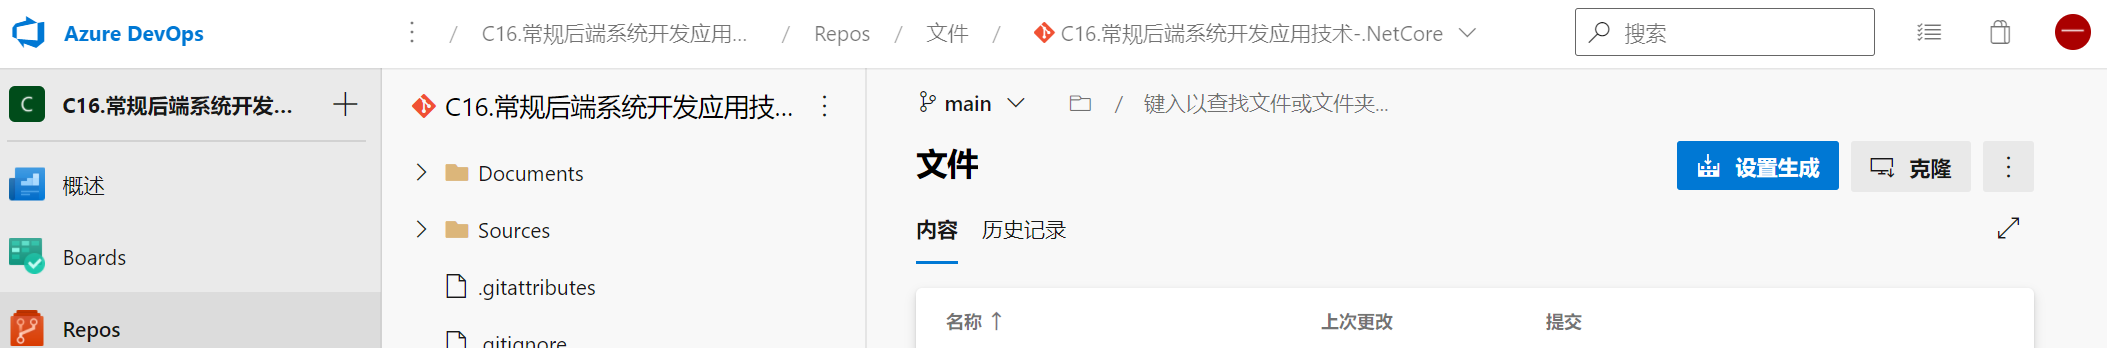 Azure DevOps
/ C16.常规后端系统开发应用... / Repos / 文件 / C16.常规后端系统开发应用技术-.NetCore
搜索
C C16.常规后端系统开发...
概述
Boards
Repos
C16.常规后端系统开发应用技...
Documents
Sources
.gitattributes
.gitignore
main / 键入以查找文件或文件夹...
文件
设置生成 克隆
内容 历史记录
名称 ↑ 上次更改 提交